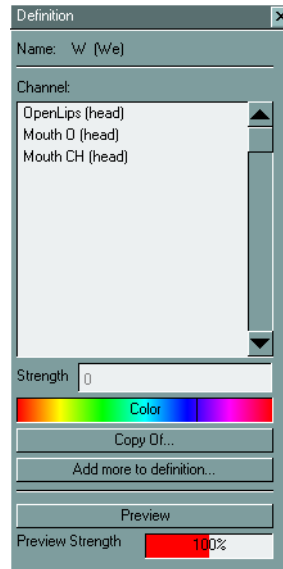 Definition
Name: W (We)
Channel:
OpenLips (head)
Mouth O (head)
Mouth CH (head)
Strength 0
Color
Copy Of...
Add more to definition...
Preview
Preview Strength 100%